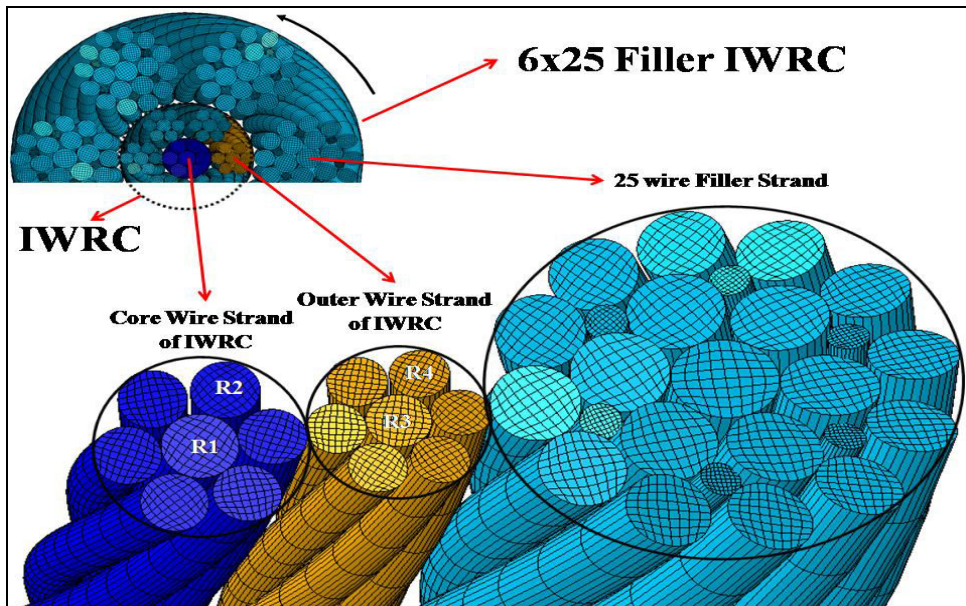 6x25 Filler IWRC
25 wire Filler Strand
IWRC
Core Wire Strand
of IWRC
Outer Wire Strand
of IWRC
R2
R1
R4
R3